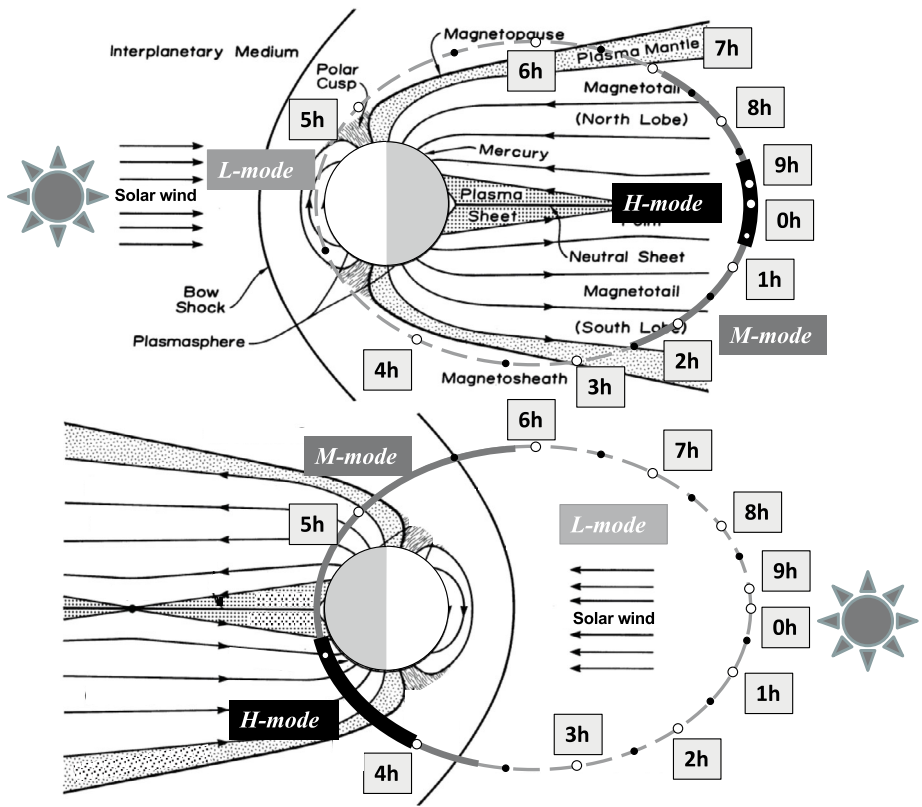 Interplanetary Medium
Magnetopause
Plasma Mantle
7h
6h
Polar
Cusp
Magnetotail
(North Lobe)
8h
5h
L-mode
Mercury
9h
Solar wind
Plasma
Sheet
H-mode
0h
Point
Neutral Sheet
1h
Bow
Shock
Magnetotail
(South Lobe)
M-mode
Plasmasphere
2h
4h
Magnetosheath
3h
6h
M-mode
7h
5h
L-mode
8h
9h
Solar wind
0h
1h
H-mode
3h
2h
4h